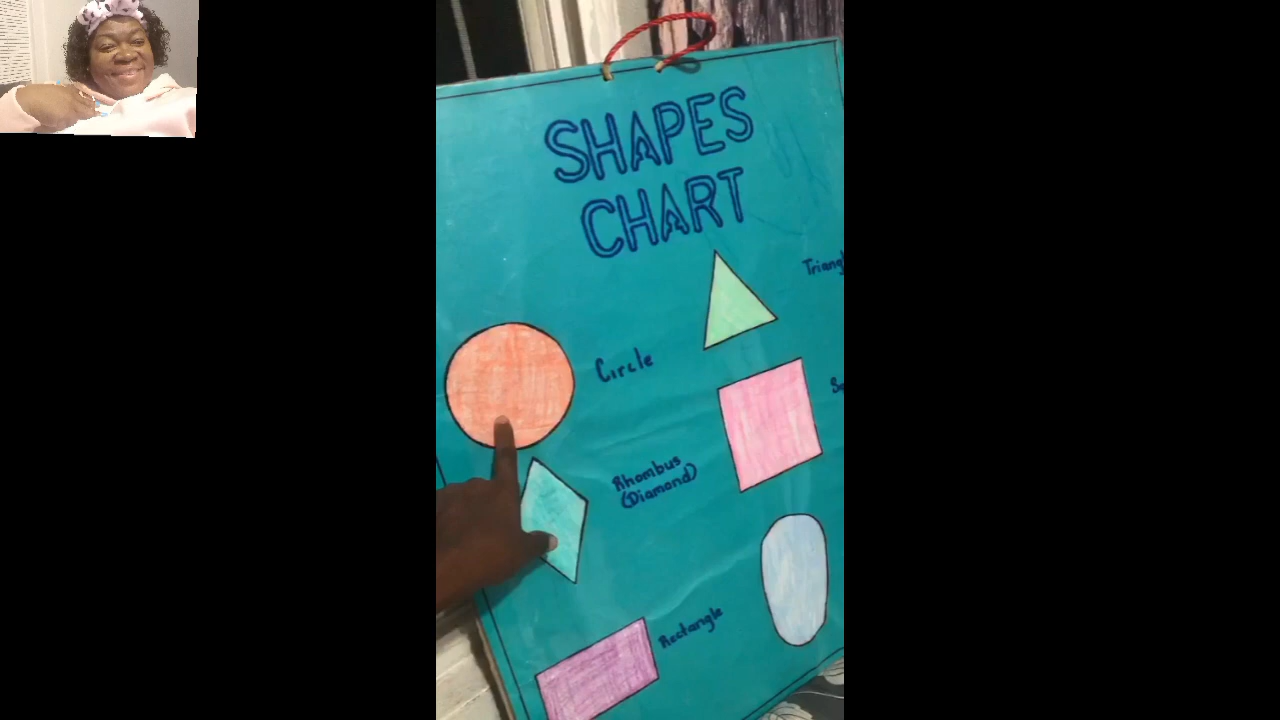 SHAPES
CHART
Circle
Rhombus
(Diamond)
Rectangle